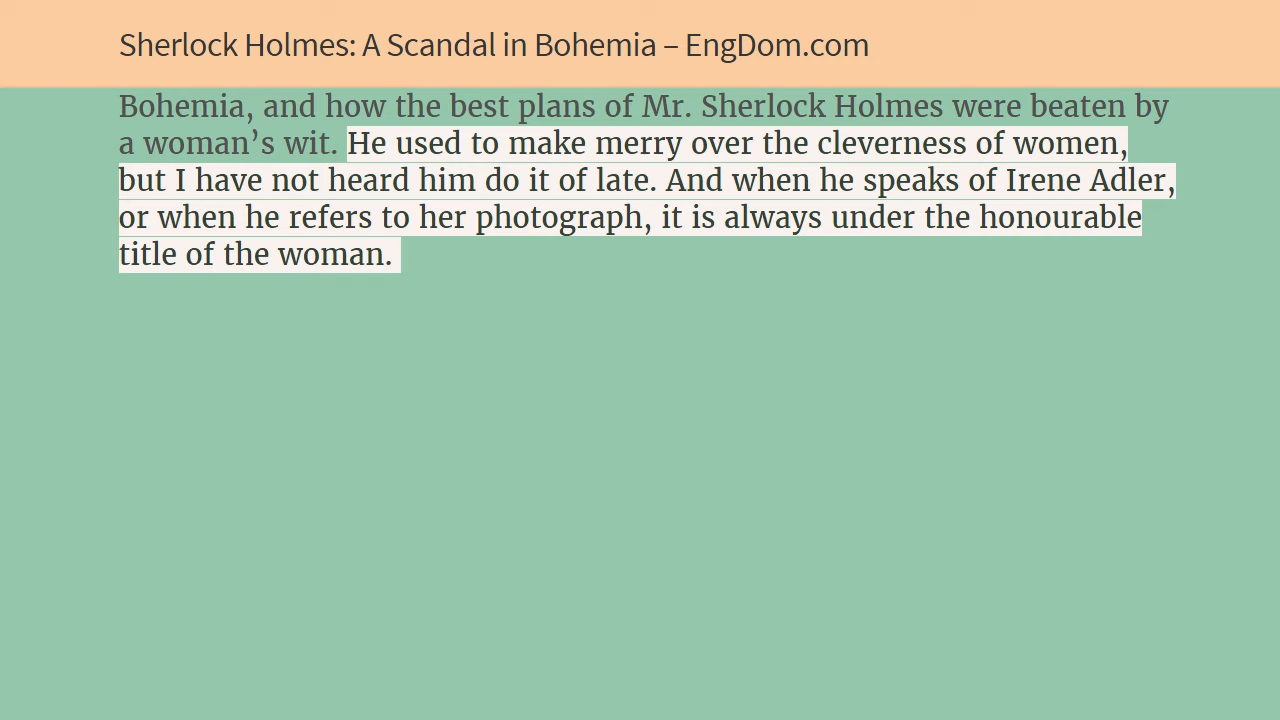 Sherlock Holmes: A Scandal in Bohemia – EngDom.com
Bohemia, and how the best plans of Mr. Sherlock Holmes were beaten by
a woman’s wit. He used to make merry over the cleverness of women,
but I have not heard him do it of late. And when he speaks of Irene Adler,
or when he refers to her photograph, it is always under the honourable
title of the woman.